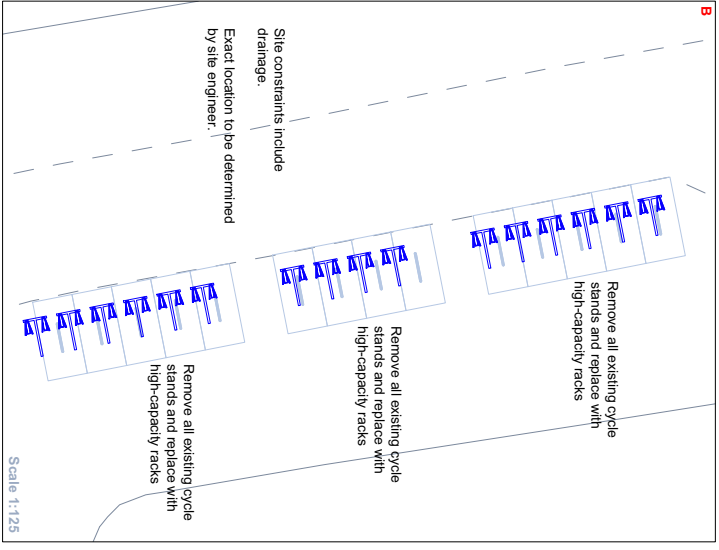 B
Site constraints include
drainage.
Exact location to be determined
by site engineer.
Remove all existing cycle
stands and replace with
high-capacity racks
Remove all existing cycle
stands and replace with
high-capacity racks
Remove all existing cycle
stands and replace with
high-capacity racks
Scale 1:125